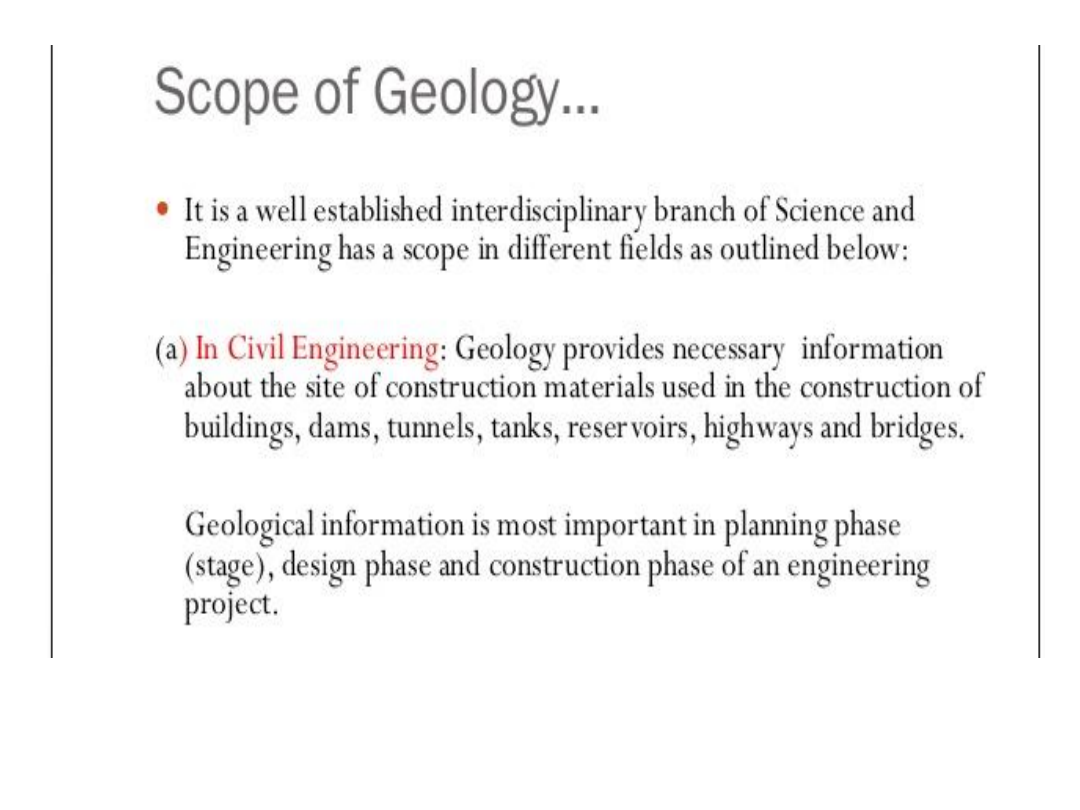 Scope of Geology...
• It is a well established interdisciplinary branch of Science and
Engineering has a scope in different fields as outlined below:
(a) In Civil Engineering: Geology provides necessary information
about the site of construction materials used in the construction of
buildings, dams, tunnels, tanks, reservoirs, highways and bridges.
Geological information is most important in planning phase
(stage), design phase and construction phase of an engineering
project.